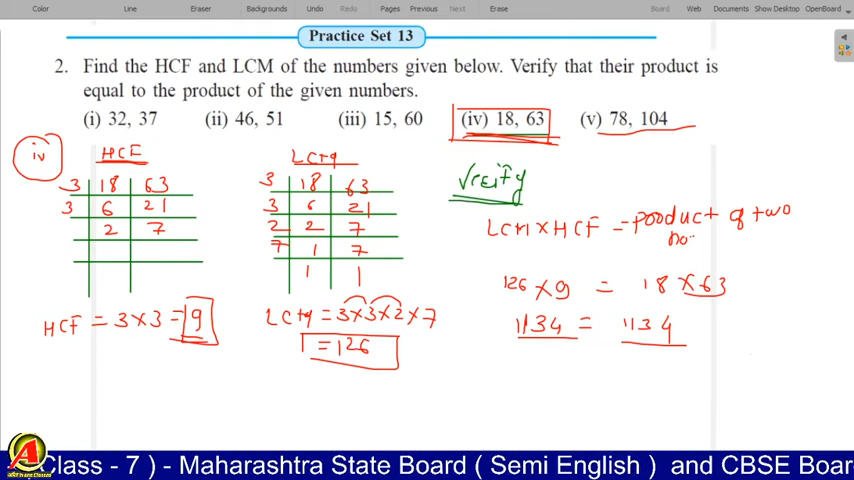 Color Line Eraser Backgrounds Undo Redo Pages Previous Next Erase Board Web Documents Show Desktop OpenBoard
Practice Set 13
2. Find the HCF and LCM of the numbers given below. Verify that their product is
equal to the product of the given numbers.
(i) 32, 37 (ii) 46, 51 (iii) 15, 60 (iv) 18, 63 (v) 78, 104
iv
HCF
3 18 63
3 6 21
2 7
HCF = 3×3 = 9
LCM
3 18 63
3 6 21
2 2 7
7 1 7
1 1
LCM = 3×3×2×7
= 126
Verify
LCM × HCF = product of two
no.
126 × 9 = 18 × 63
1134 = 1134
A
Class - 7 ) - Maharashtra State Board ( Semi English ) and CBSE Boar